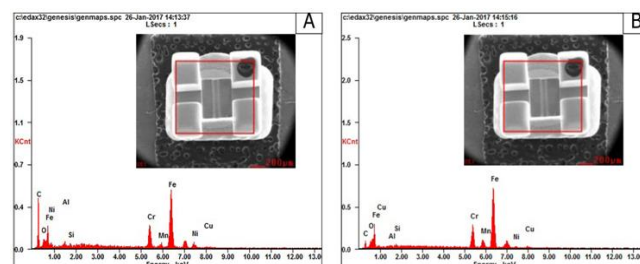 c:\edax32\genesis\genmaps.spc 26-Jan-2017 14:13:37
LSecs : 1
A
1.9
1.5
1.1
KCnt
0.7
0.4
0.0
C
O
Ni
Fe
Al
Si
Cr
Mn
Fe
Ni
Cu
200µm
1.00 2.00 3.00 4.00 5.00 6.00 7.00 8.00 9.00 10.00 11.00 12.00 13.0
Energy - keV
c:\edax32\genesis\genmaps.spc 26-Jan-2017 14:15:16
LSecs : 1
B
2.5
2.0
1.5
KCnt
1.0
0.5
0.0
C
O
Fe
Cu
Al
Si
Cr
Mn
Fe
Ni
Cu
200µm
1.00 2.00 3.00 4.00 5.00 6.00 7.00 8.00 9.00 10.00 11.00 12.00 13.0